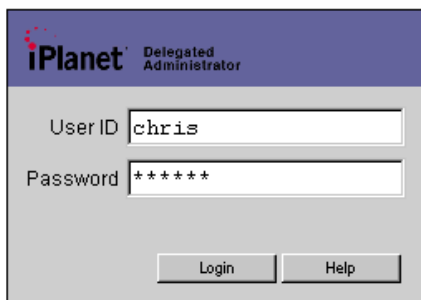 iPlanet Delegated
Administrator
User ID chris
Password ******
Login Help